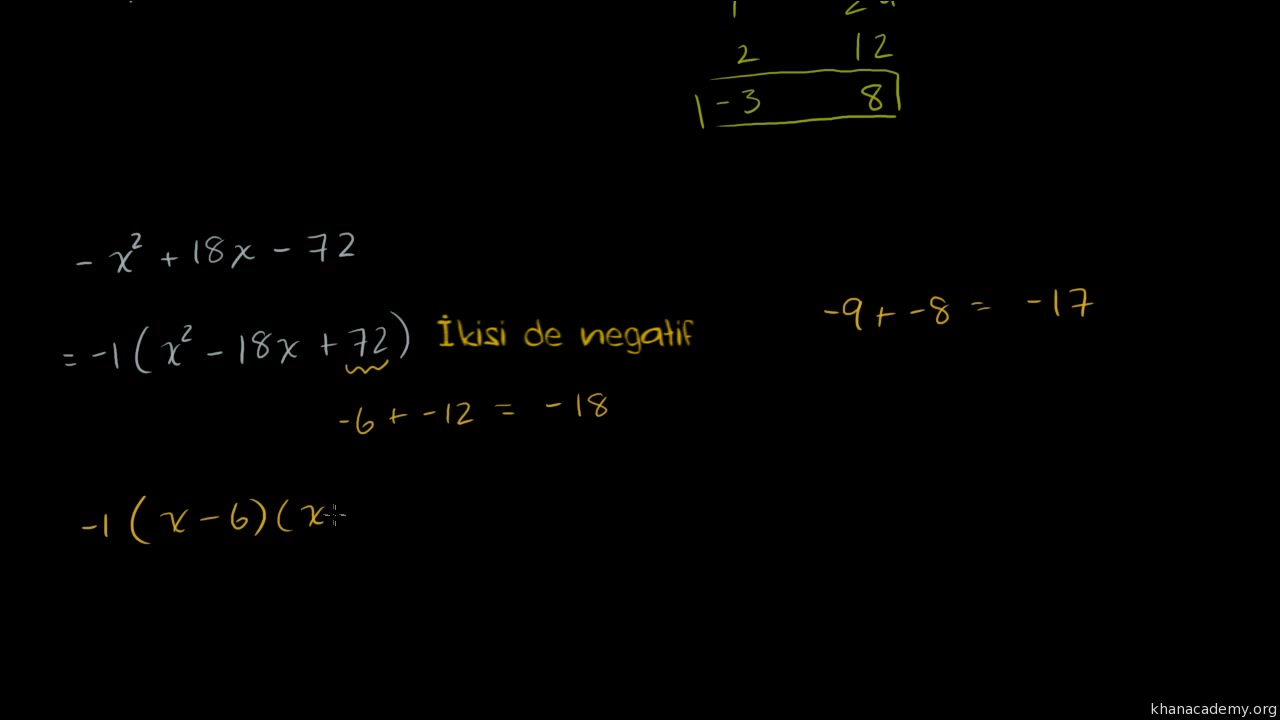 2 12
-3 8
- x² + 18x - 72
= -1 ( x² - 18x + 72 ) İkisi de negatif
-9 + -8 = -17
-6 + -12 = -18
-1 ( x - 6 ) ( x
khanacademy.org